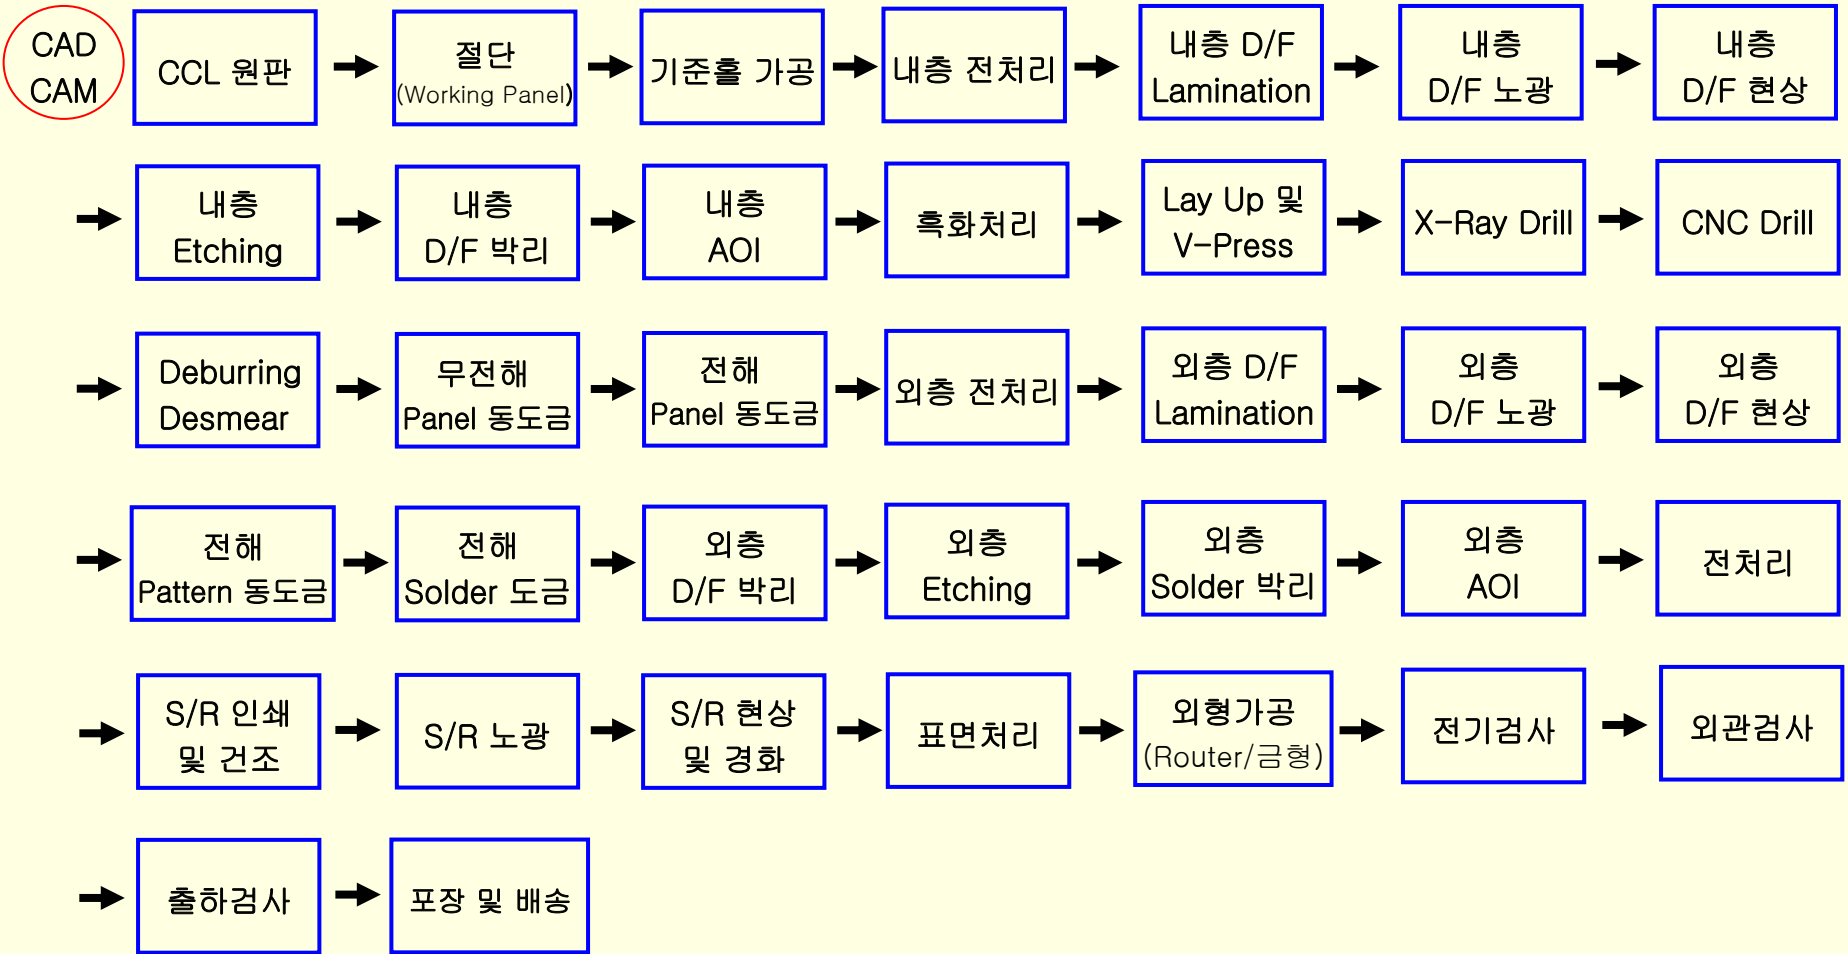 CAD
CAM
CCL 원판
절단
(Working Panel)
기준홀 가공
내층 전처리
내층 D/F
Lamination
내층
D/F 노광
내층
D/F 현상
내층
Etching
내층
D/F 박리
내층
AOI
흑화처리
Lay Up 및
V-Press
X-Ray Drill
CNC Drill
Deburring
Desmear
무전해
Panel 동도금
전해
Panel 동도금
외층 전처리
외층 D/F
Lamination
외층
D/F 노광
외층
D/F 현상
전해
Pattern 동도금
전해
Solder 도금
외층
D/F 박리
외층
Etching
외층
Solder 박리
외층
AOI
전처리
S/R 인쇄
및 건조
S/R 노광
S/R 현상
및 경화
표면처리
외형가공
(Router/금형)
전기검사
외관검사
출하검사
포장 및 배송